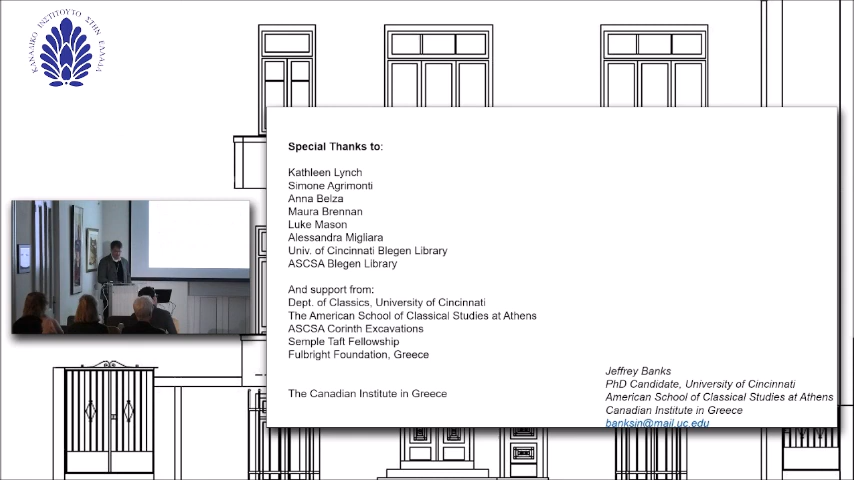 ΚΑΝΑΔΙΚΟ ΙΝΣΤΙΤΟΥΤΟ ΣΤΗΝ ΕΛΛΑΔΑ
Special Thanks to:
Kathleen Lynch
Simone Agrimonti
Anna Belza
Maura Brennan
Luke Mason
Alessandra Migliara
Univ. of Cincinnati Blegen Library
ASCSA Blegen Library
And support from:
Dept. of Classics, University of Cincinnati
The American School of Classical Studies at Athens
ASCSA Corinth Excavations
Semple Taft Fellowship
Fulbright Foundation, Greece
The Canadian Institute in Greece
Jeffrey Banks
PhD Candidate, University of Cincinnati
American School of Classical Studies at Athens
Canadian Institute in Greece
banksjn@mail.uc.edu